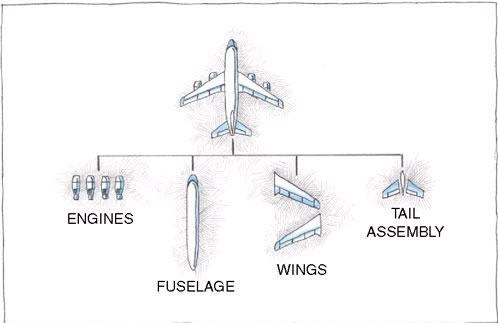 ENGINES
FUSELAGE
WINGS
TAIL
ASSEMBLY